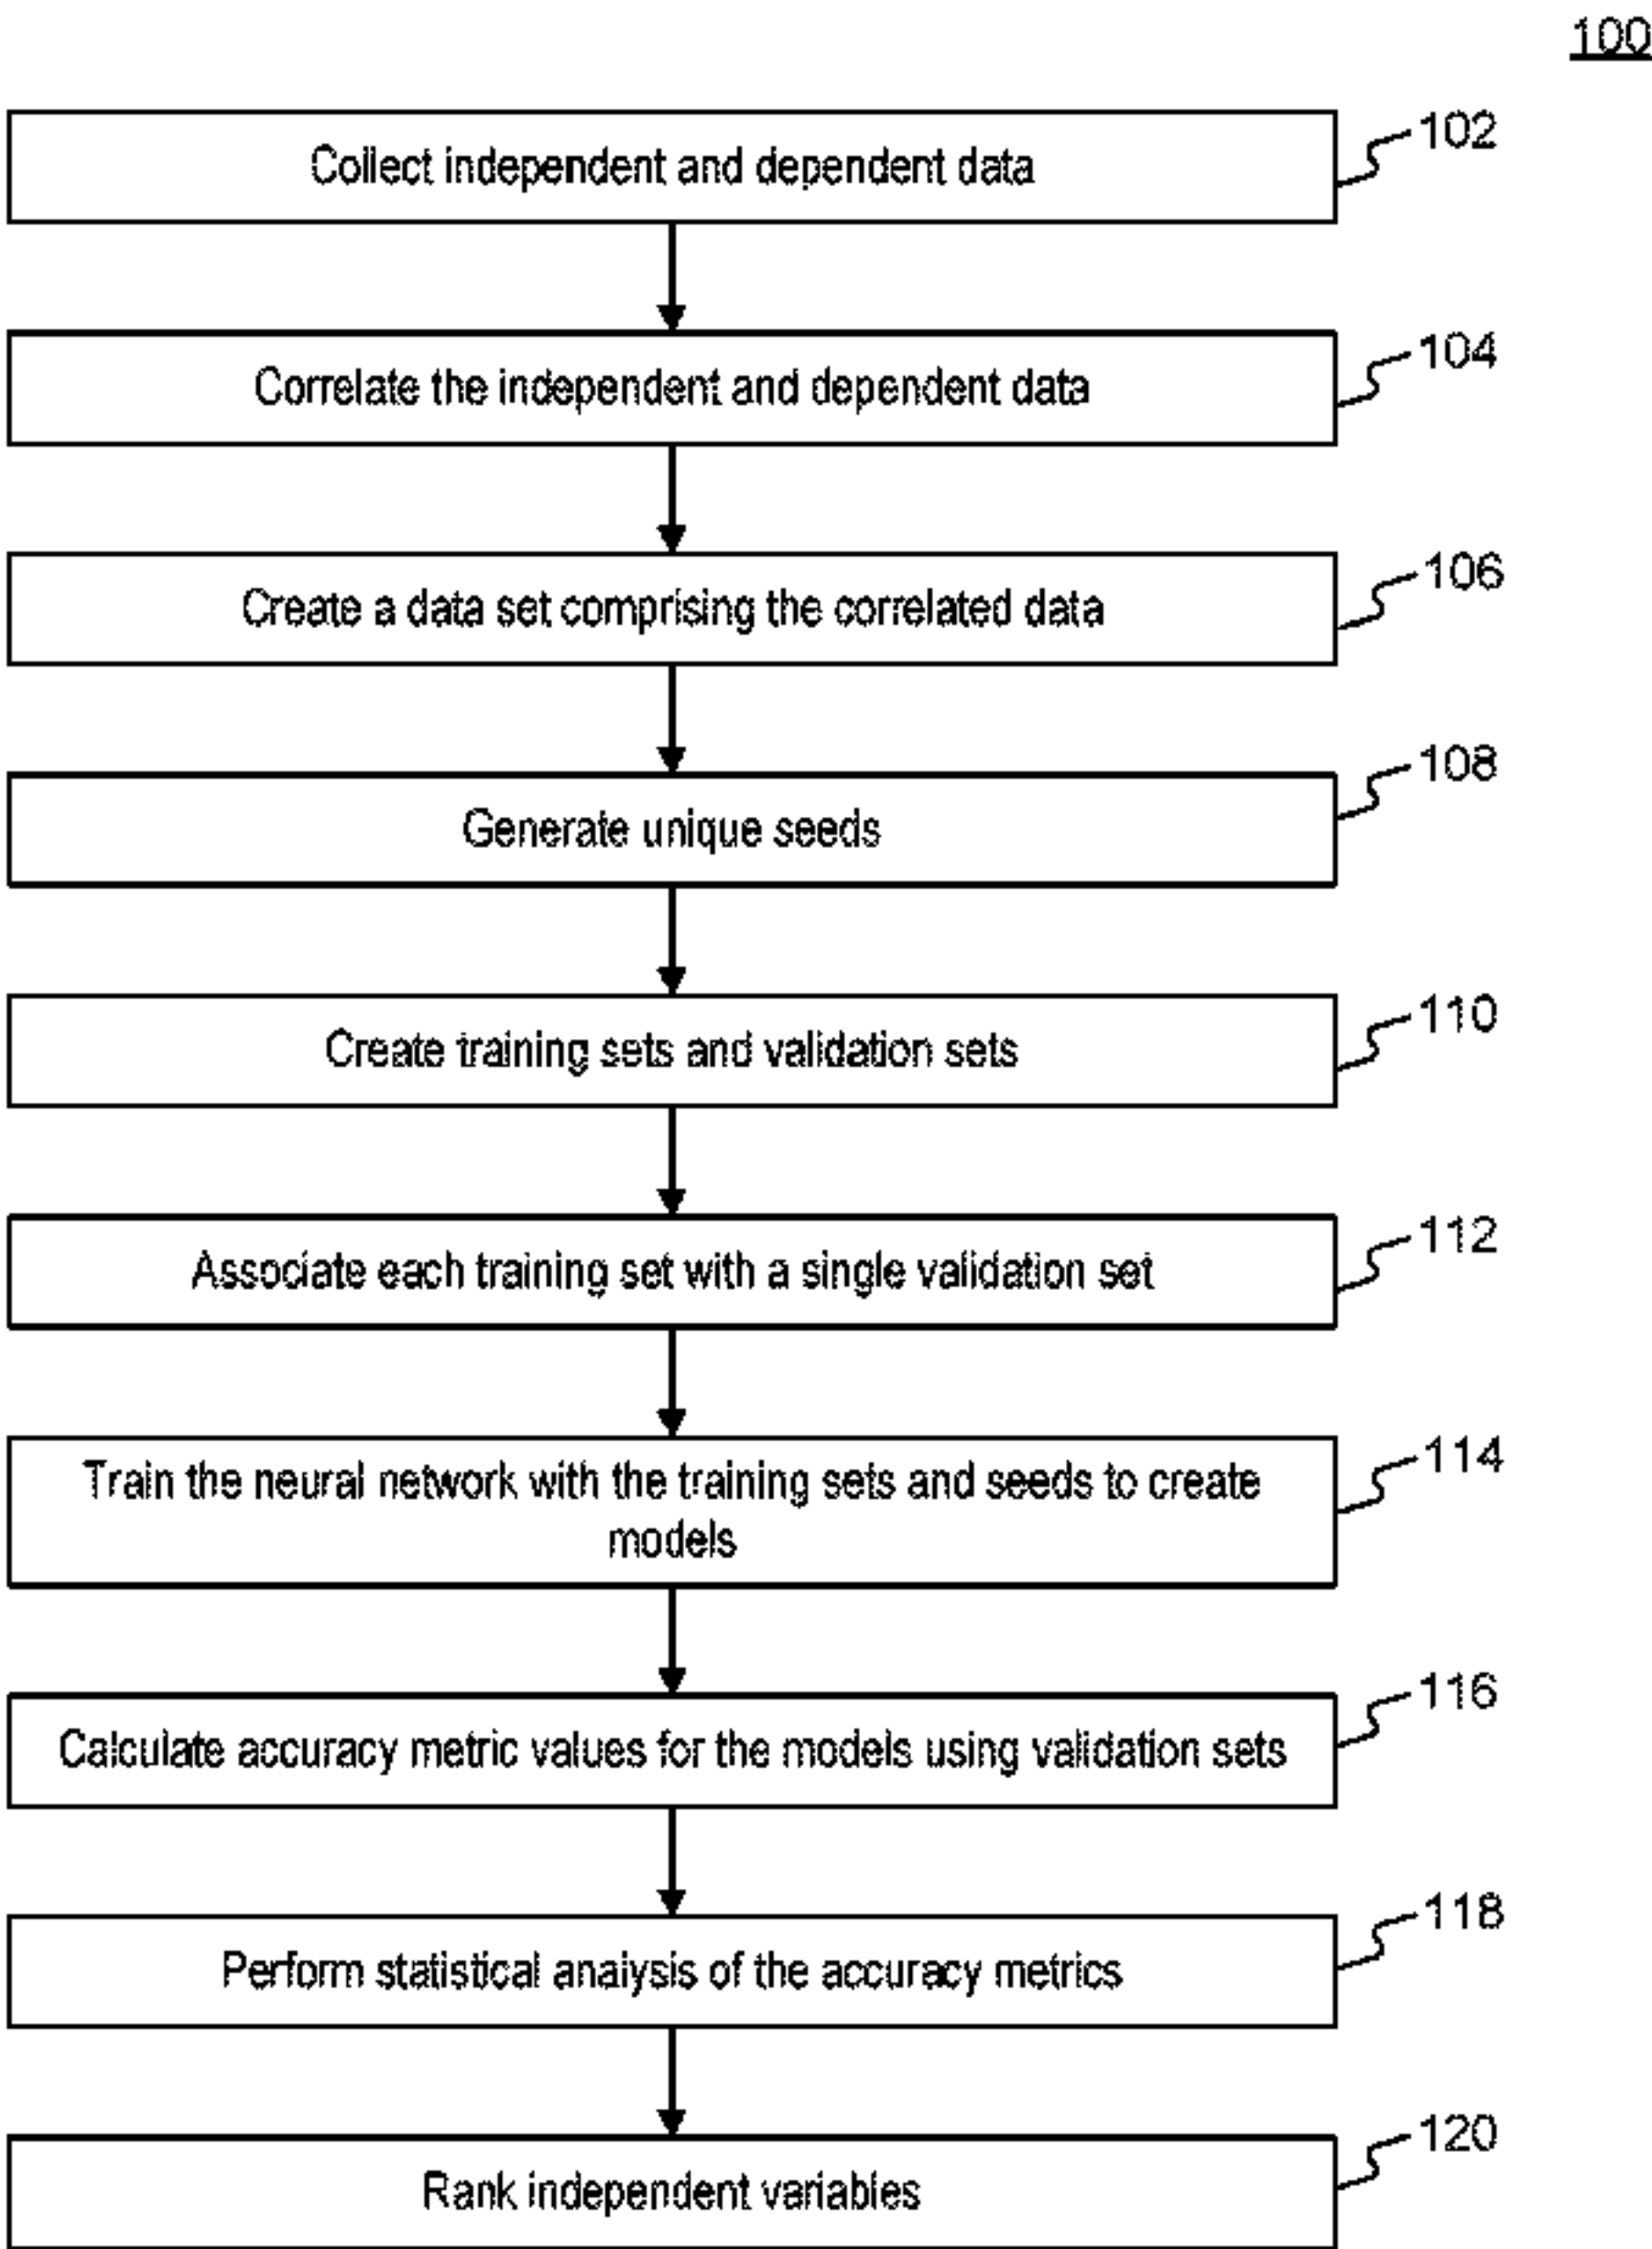 100
Collect independent and dependent data
102
Correlate the independent and dependent data
104
Create a data set comprising the correlated data
106
Generate unique seeds
108
Create training sets and validation sets
110
Associate each training set with a single validation set
112
Train the neural network with the training sets and seeds to create
models
114
Calculate accuracy metric values for the models using validation sets
116
Perform statistical analysis of the accuracy metrics
118
Rank independent variables
120